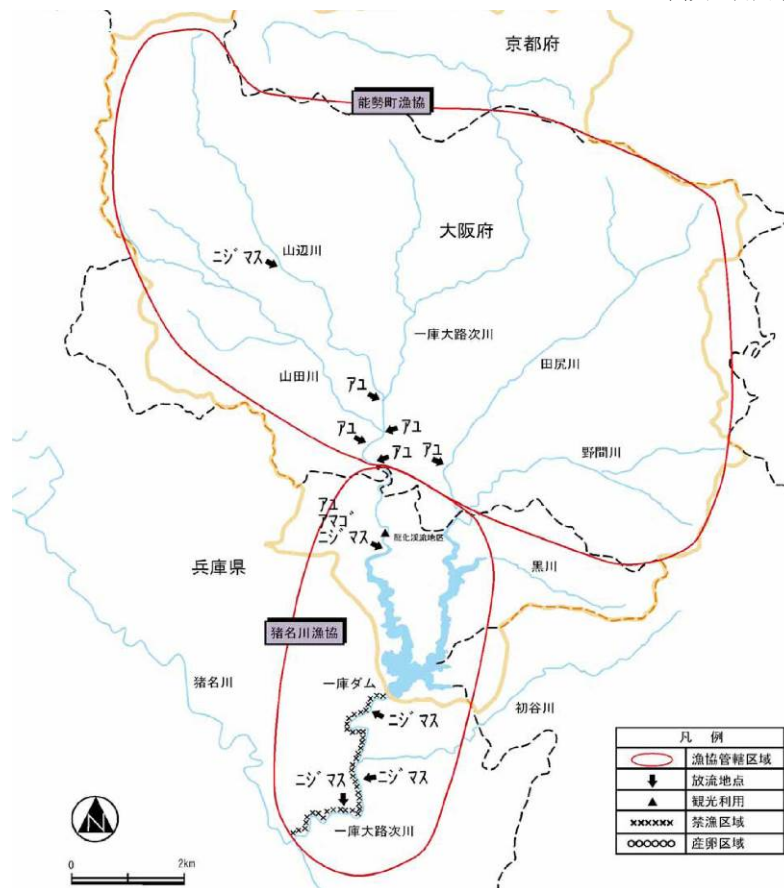 京都府
能勢町漁協
大阪府
ニジマス
山辺川
一庫大路次川
田尻川
山田川
アユ
アユ
アユ
アユ
アユ
野間川
アユ
アマゴ
ニジマス
龍化渓流地区
黒川
兵庫県
猪名川漁協
猪名川
一庫ダム
ニジマス
初谷川
ニジマス
ニジマス
一庫大路次川
N
0 2km
凡 例
漁協管轄区域
放流地点
観光利用
禁漁区域
産卵区域